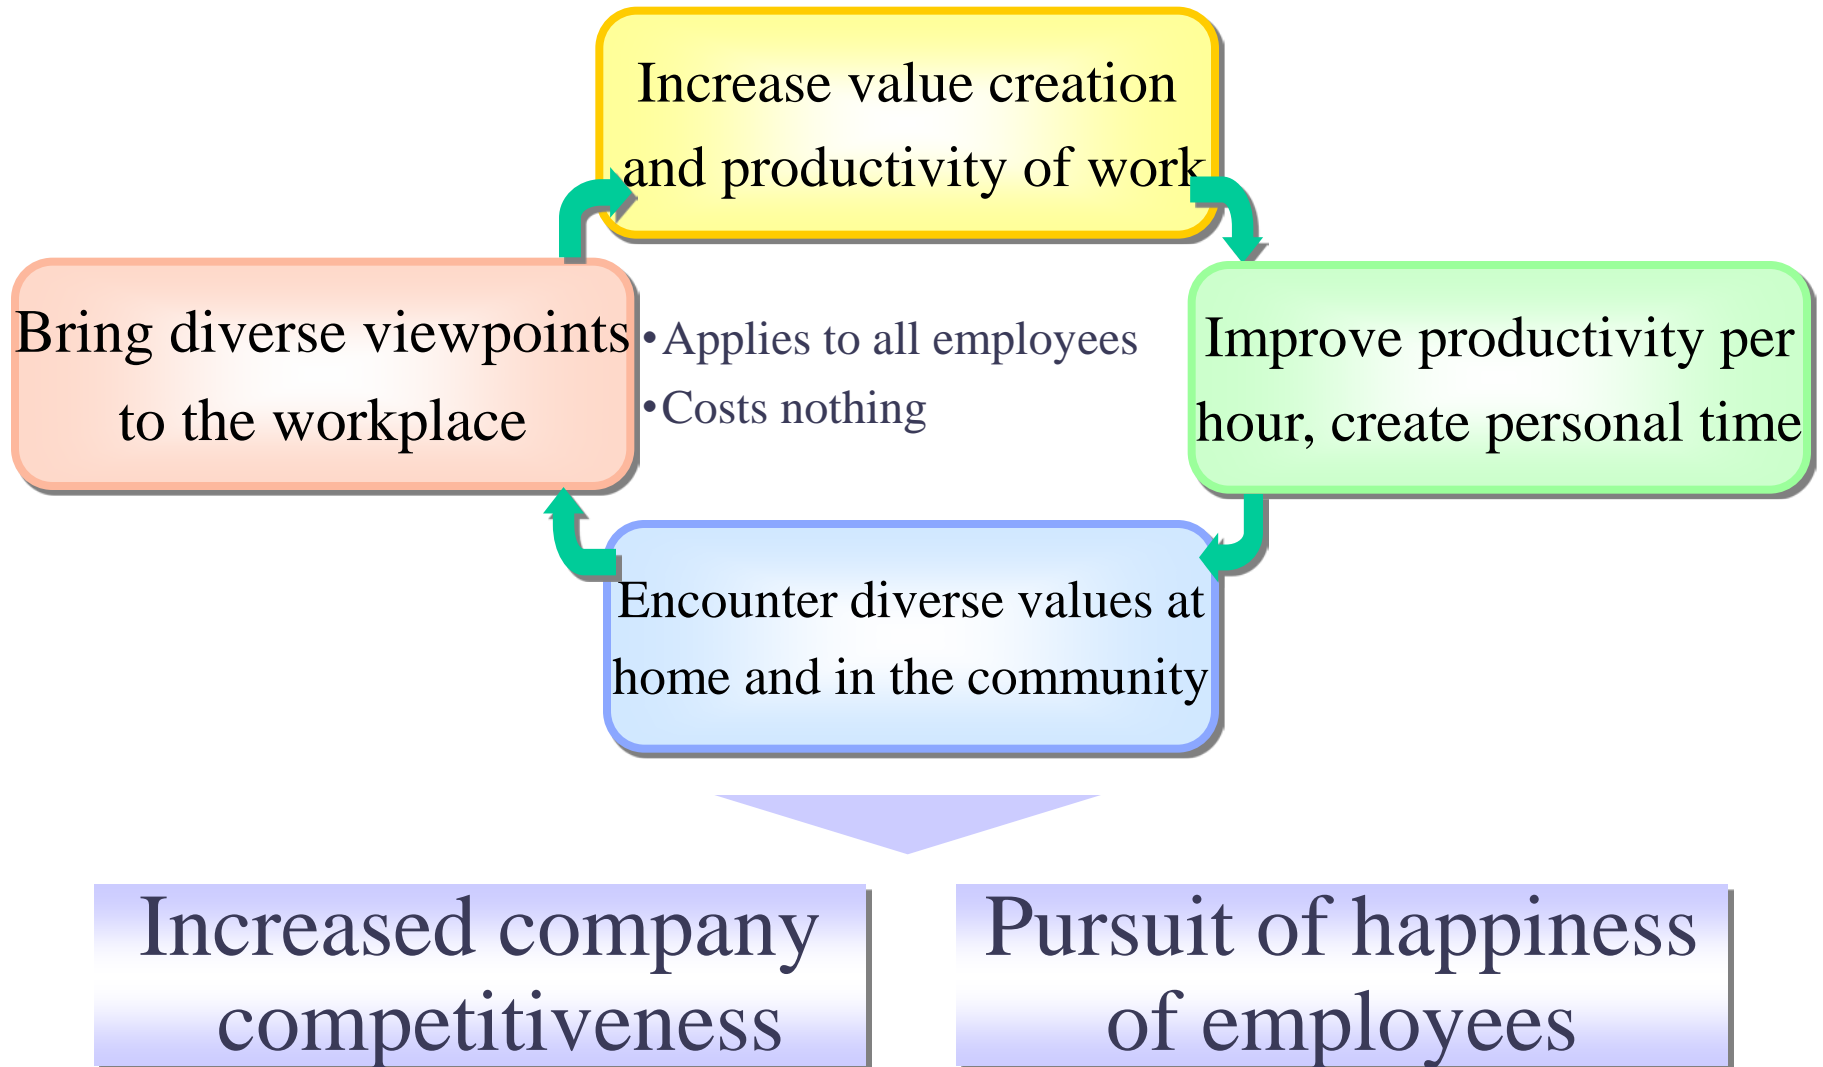 Increase value creation
and productivity of work
Bring diverse viewpoints
to the workplace
•Applies to all employees
•Costs nothing
Improve productivity per
hour, create personal time
Encounter diverse values at
home and in the community
Increased company
competitiveness
Pursuit of happiness
of employees